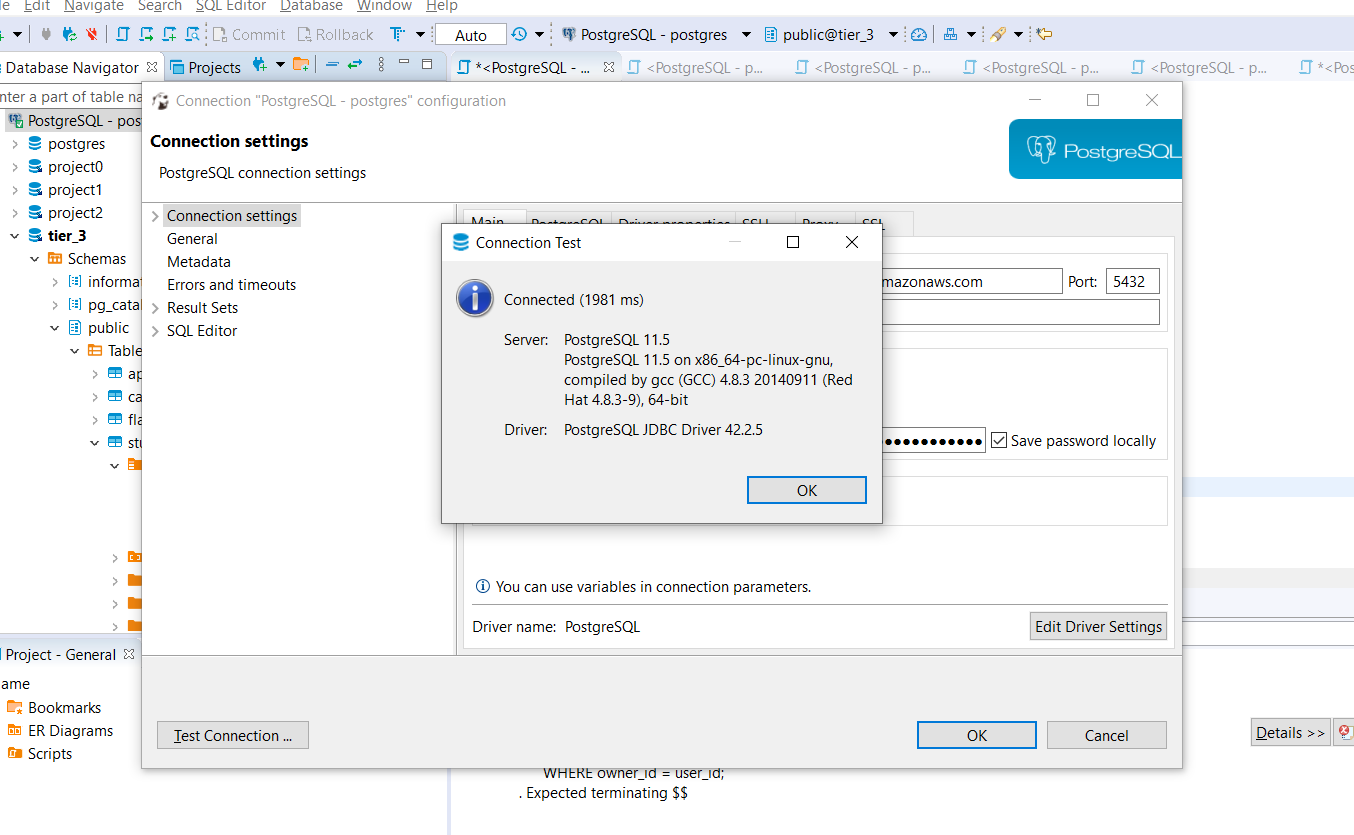 Edit Navigate Search SQL Editor Database Window Help
Commit Rollback Auto PostgreSQL - postgres public@tier_3
Database Navigator Projects *<PostgreSQL - ... <PostgreSQL - p... <PostgreSQL - p... <PostgreSQL - p... <PostgreSQL - p...
a part of table
PostgreSQL - pos
postgres
project0
project1
project2
tier_3
Schemas
informa
pg_catal
public
Table
ap
ca
fla
stu
Project - General
ame
Bookmarks
ER Diagrams
Scripts
Connection "PostgreSQL - postgres" configuration
Connection settings
PostgreSQL connection settings
PostgreSQL
Connection settings
General
Metadata
Errors and timeouts
Result Sets
SQL Editor
Main PostgreSQL Driver properties SSH Proxy SSL
mazonaws.com Port: 5432
Save password locally
Connection Test
Connected (1981 ms)
Server: PostgreSQL 11.5
PostgreSQL 11.5 on x86_64-pc-linux-gnu,
compiled by gcc (GCC) 4.8.3 20140911 (Red
Hat 4.8.3-9), 64-bit
Driver: PostgreSQL JDBC Driver 42.2.5
OK
You can use variables in connection parameters.
Driver name: PostgreSQL Edit Driver Settings
Test Connection ... OK Cancel
Details >>
WHERE owner_id = user_id;
. Expected terminating $$